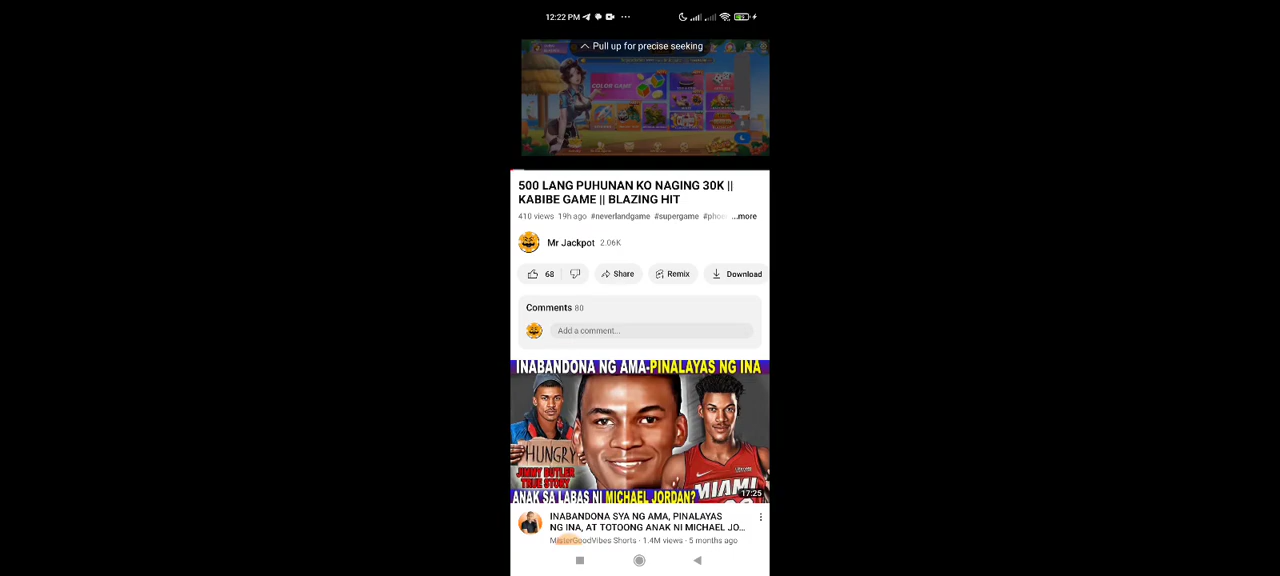 12:22 PM
Pull up for precise seeking
COLOR GAME
500 LANG PUHUNAN KO NAGING 30K ||
KABIBE GAME || BLAZING HIT
410 views 19h ago #neverlandgame #supergame #phoe ...more
Mr Jackpot 2.06K
68 Share Remix Download
Comments 80
Add a comment...
INABANDONA NG AMA-PINALAYAS NG INA
HUNGRY
JIMMY BUTLER
TRUE STORY
MIAMI
17:25
ANAK SA LABAS NI MICHAEL JORDAN?
INABANDONA SYA NG AMA, PINALAYAS
NG INA, AT TOTOONG ANAK NI MICHAEL JO...
MisterGoodVibes Shorts · 1.4M views · 5 months ago